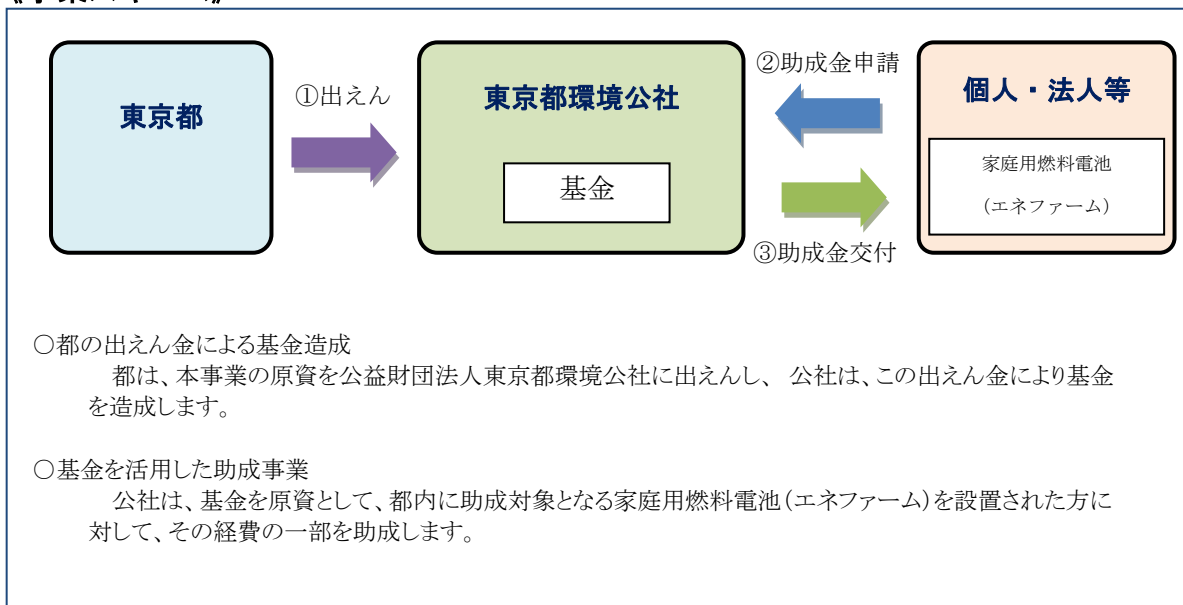 東京都
①出えん
東京都環境公社
基金
②助成金申請
③助成金交付
個人・法人等
家庭用燃料電池
(エネファーム)
○都の出えん金による基金造成
都は、本事業の原資を公益財団法人東京都環境公社に出えんし、 公社は、この出えん金により基金
を造成します。
○基金を活用した助成事業
公社は、基金を原資として、都内に助成対象となる家庭用燃料電池(エネファーム)を設置された方に
対して、その経費の一部を助成します。